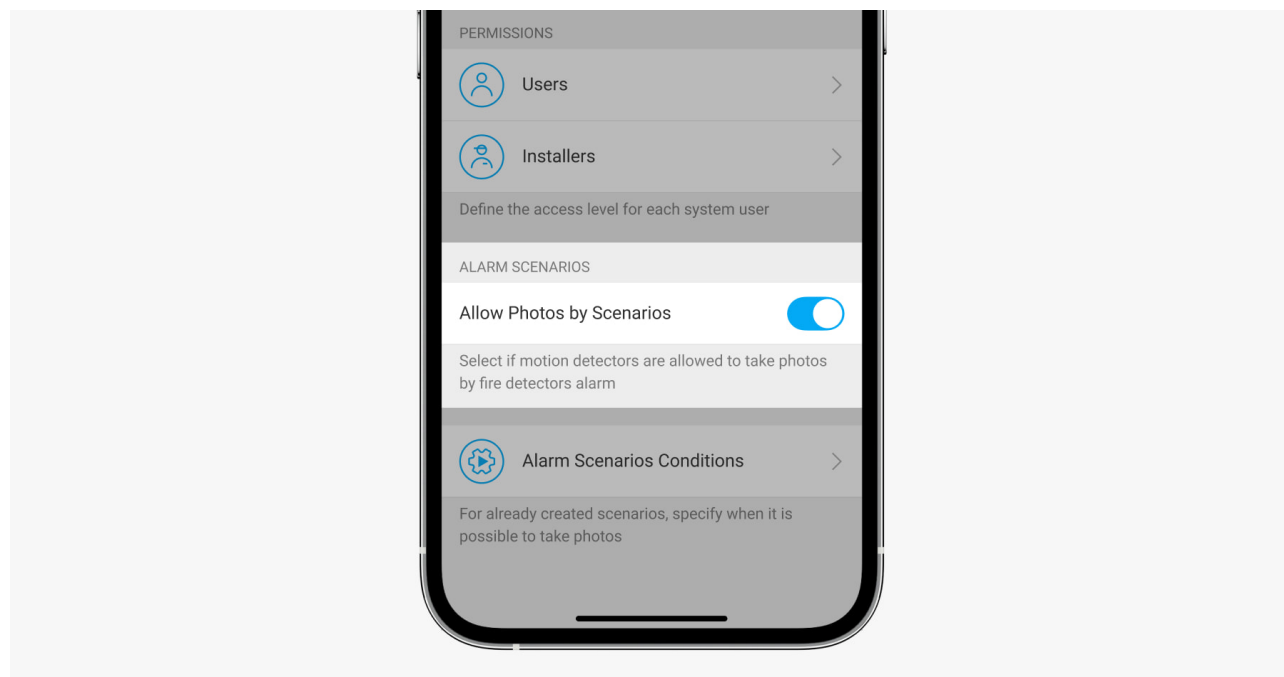 PERMISSIONS
Users
Installers
Define the access level for each system user
ALARM SCENARIOS
Allow Photos by Scenarios
Select if motion detectors are allowed to take photos
by fire detectors alarm
Alarm Scenarios Conditions
For already created scenarios, specify when it is
possible to take photos